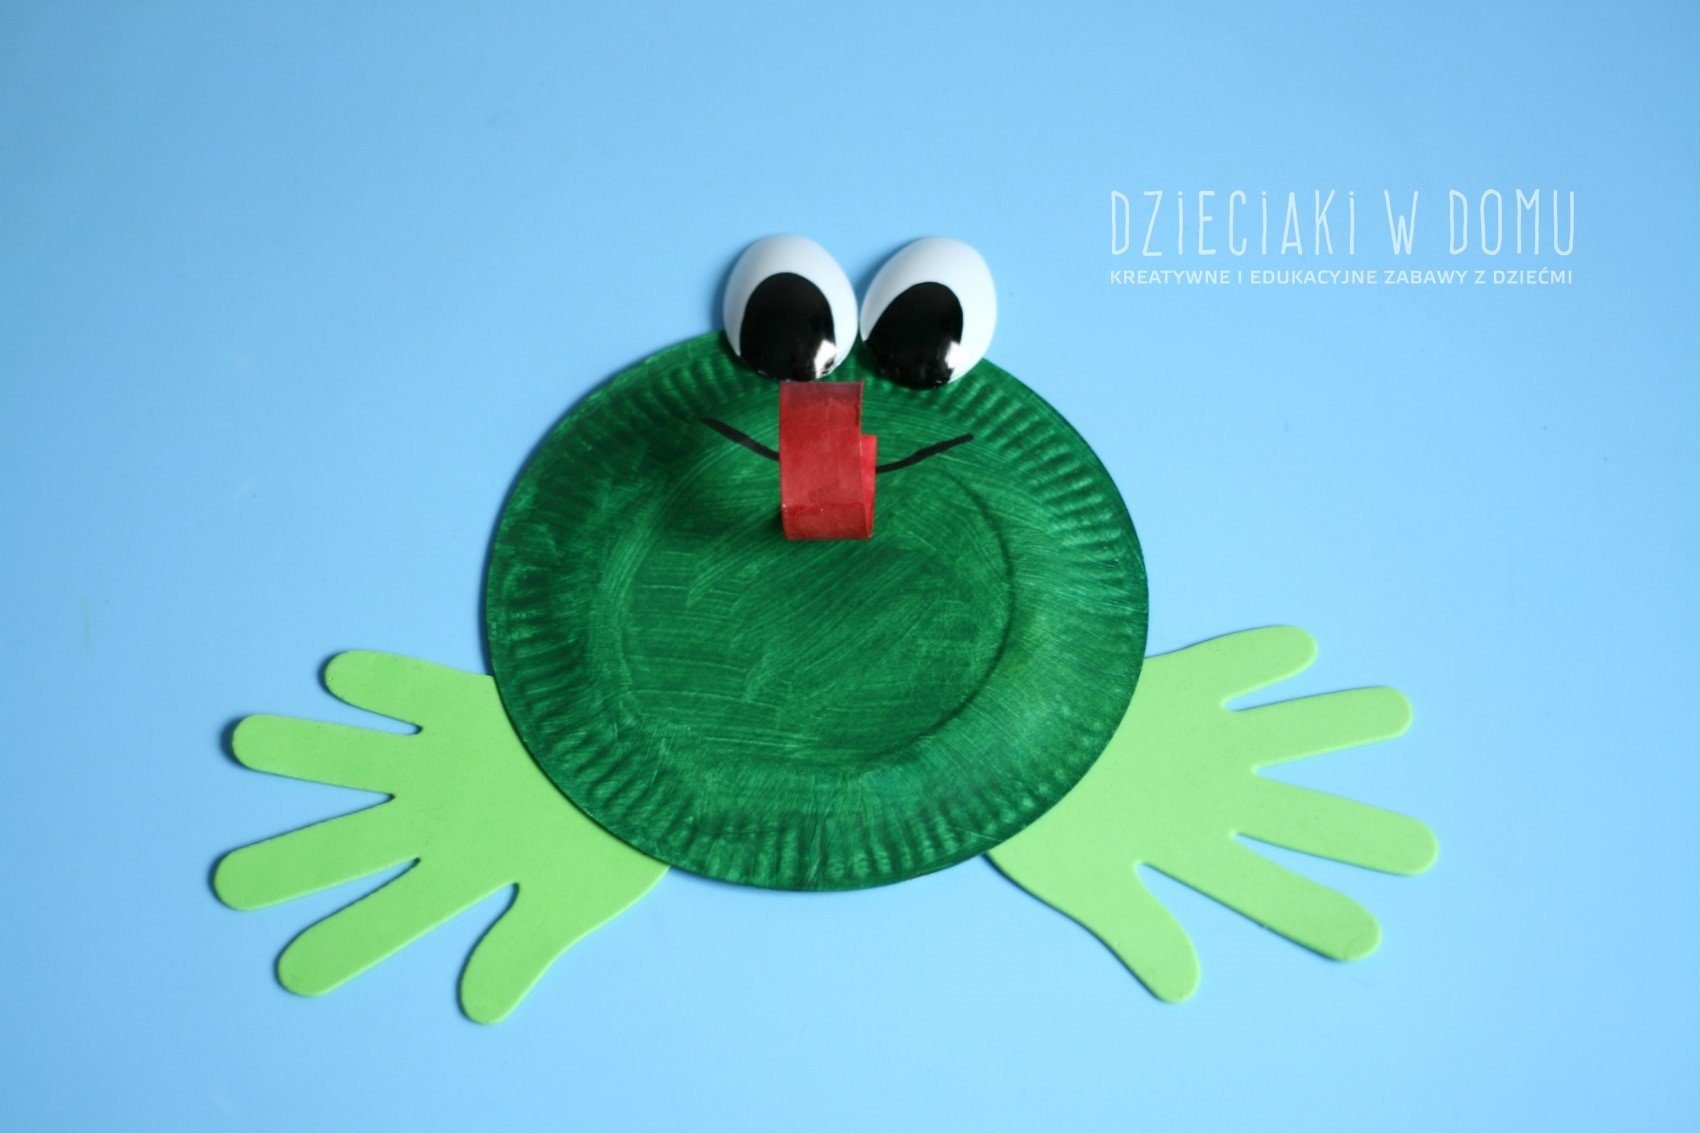 DZiECiAKi W DOMU
KREATYWNE I EDUKACYJNE ZABAWY Z DZIEĆMI